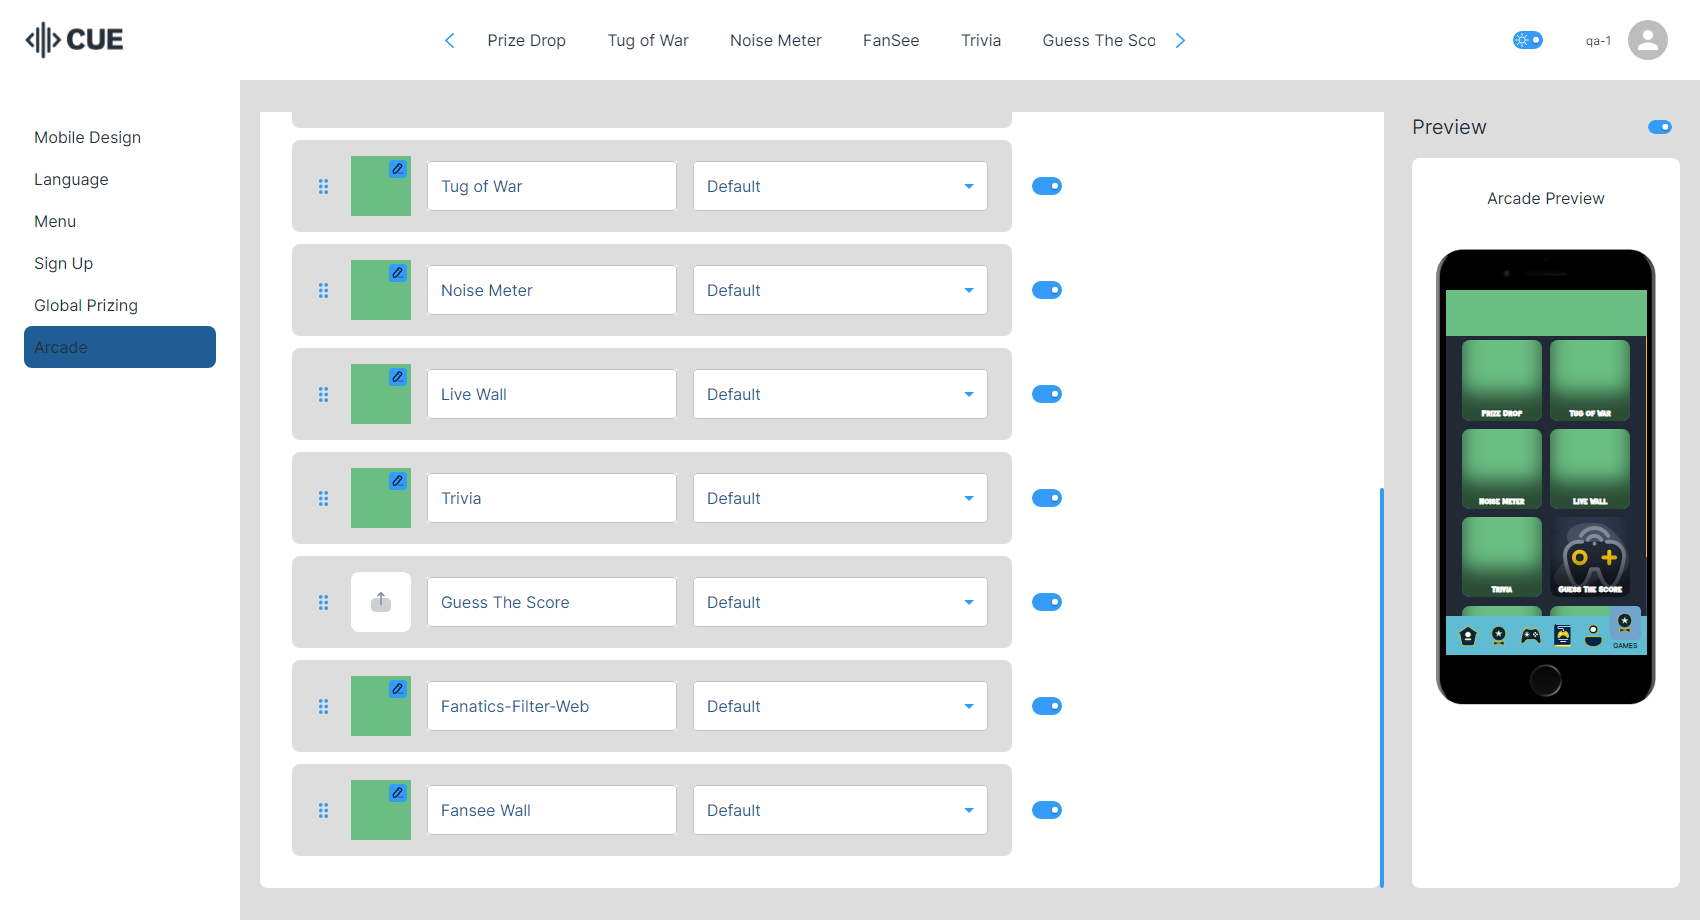 CUE
Prize Drop
Tug of War
Noise Meter
FanSee
Trivia
Guess The Sco
qa-1
Mobile Design
Language
Menu
Sign Up
Global Prizing
Arcade
Tug of War
Default
Noise Meter
Default
Live Wall
Default
Trivia
Default
Guess The Score
Default
Fanatics-Filter-Web
Default
Fansee Wall
Default
Preview
Arcade Preview
Prize Drop
Tug of War
Noise Meter
Live Wall
Trivia
Guess The Score
GAMES